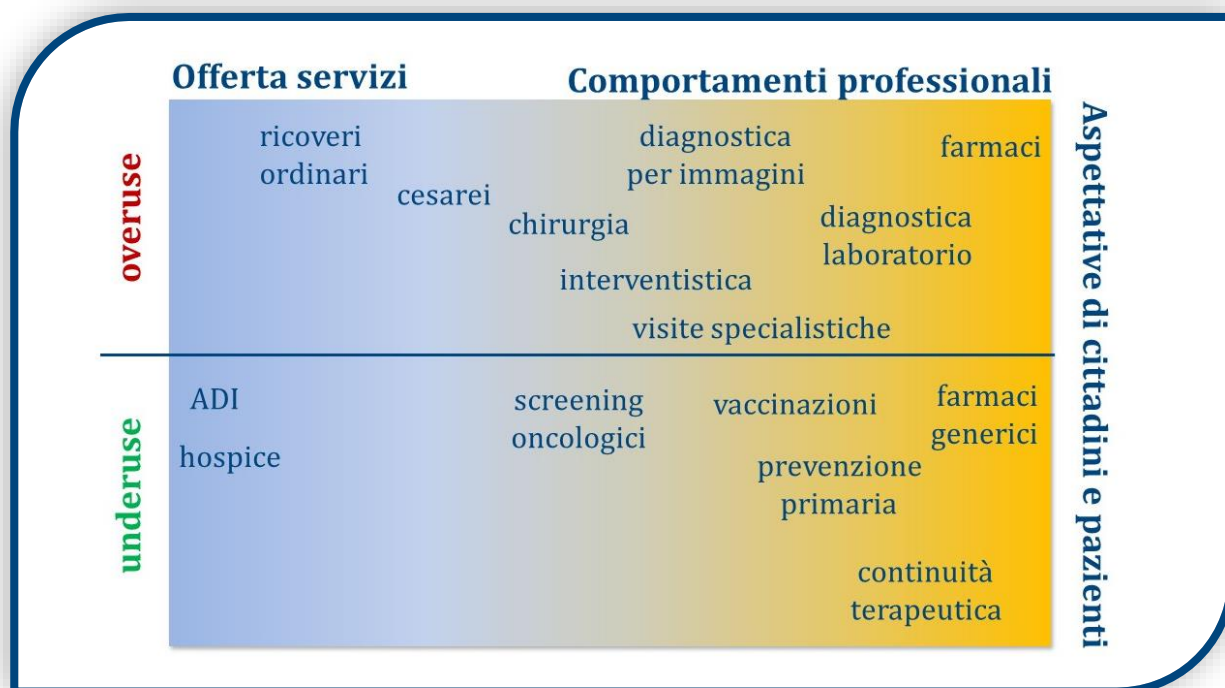 Offerta servizi
Comportamenti professionali
overuse
ricoveri
ordinari
cesarei
chirurgia
interventistica
diagnostica
per immagini
farmaci
diagnostica
laboratorio
visite specialistiche
underuse
ADI
hospice
screening
oncologici
vaccinazioni
farmaci
generici
prevenzione
primaria
continuità
terapeutica
Aspettative di cittadini e pazienti